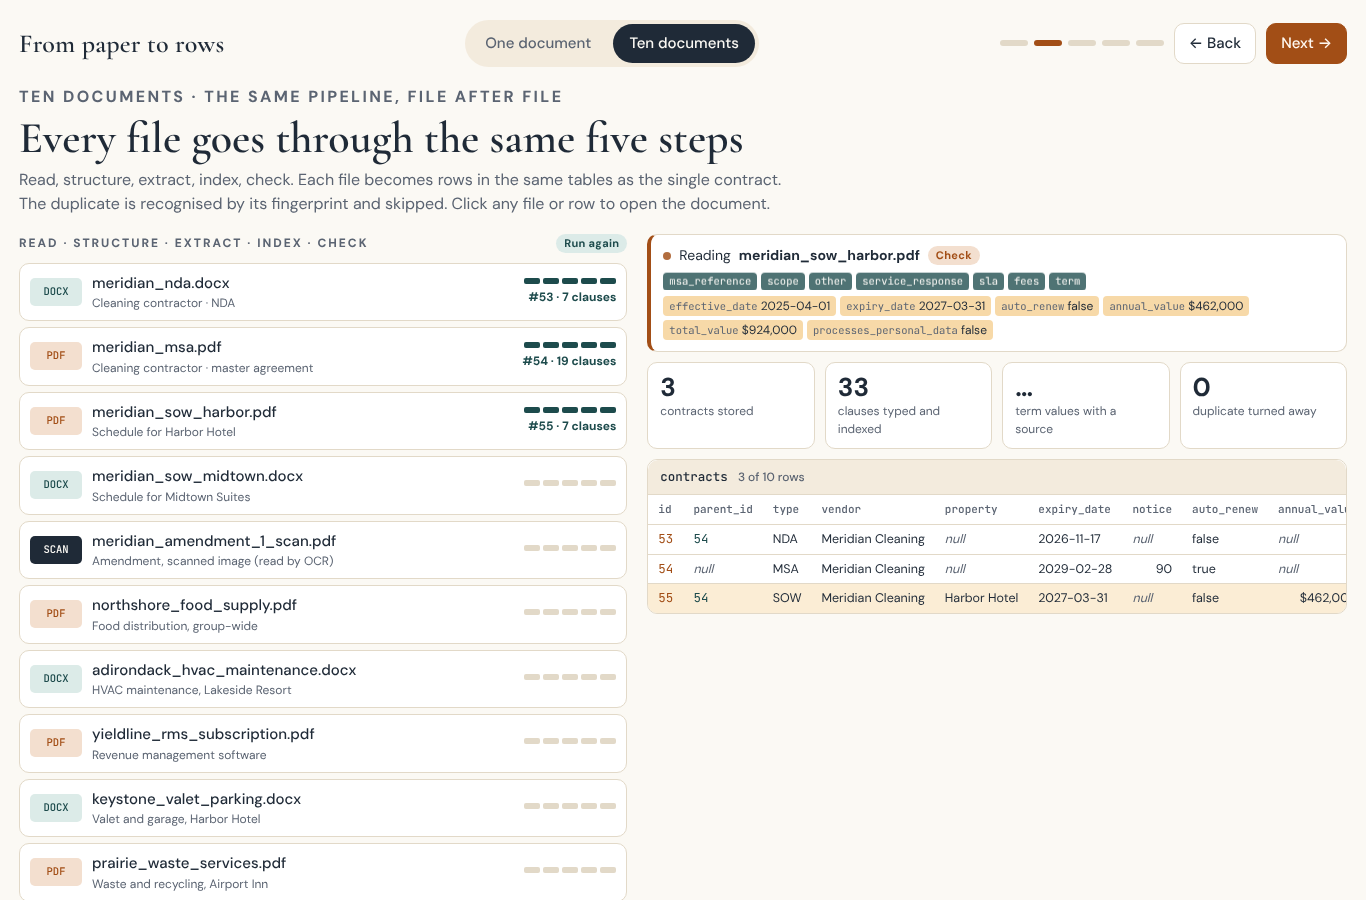 From paper to rows
One document
Ten documents
← Back
Next →
TEN DOCUMENTS · THE SAME PIPELINE, FILE AFTER FILE
Every file goes through the same five steps
Read, structure, extract, index, check. Each file becomes rows in the same tables as the single contract.
The duplicate is recognised by its fingerprint and skipped. Click any file or row to open the document.
READ · STRUCTURE · EXTRACT · INDEX · CHECK
Run again
DOCX
meridian_nda.docx
Cleaning contractor · NDA
#53 · 7 clauses
PDF
meridian_msa.pdf
Cleaning contractor · master agreement
#54 · 19 clauses
PDF
meridian_sow_harbor.pdf
Schedule for Harbor Hotel
#55 · 7 clauses
DOCX
meridian_sow_midtown.docx
Schedule for Midtown Suites
SCAN
meridian_amendment_1_scan.pdf
Amendment, scanned image (read by OCR)
PDF
northshore_food_supply.pdf
Food distribution, group-wide
DOCX
adirondack_hvac_maintenance.docx
HVAC maintenance, Lakeside Resort
PDF
yieldline_rms_subscription.pdf
Revenue management software
DOCX
keystone_valet_parking.docx
Valet and garage, Harbor Hotel
PDF
prairie_waste_services.pdf
Waste and recycling, Airport Inn
Reading meridian_sow_harbor.pdf Check
msa_reference scope other service_response sla fees term
effective_date 2025-04-01 expiry_date 2027-03-31 auto_renew false annual_value $462,000
total_value $924,000 processes_personal_data false
3
contracts stored
33
clauses typed and
indexed
…
term values with a
source
0
duplicate turned away
contracts 3 of 10 rows
id parent_id type vendor property expiry_date notice auto_renew annual_valu
53 54 NDA Meridian Cleaning null 2026-11-17 null false null
54 null MSA Meridian Cleaning null 2029-02-28 90 true null
55 54 SOW Meridian Cleaning Harbor Hotel 2027-03-31 null false $462,00